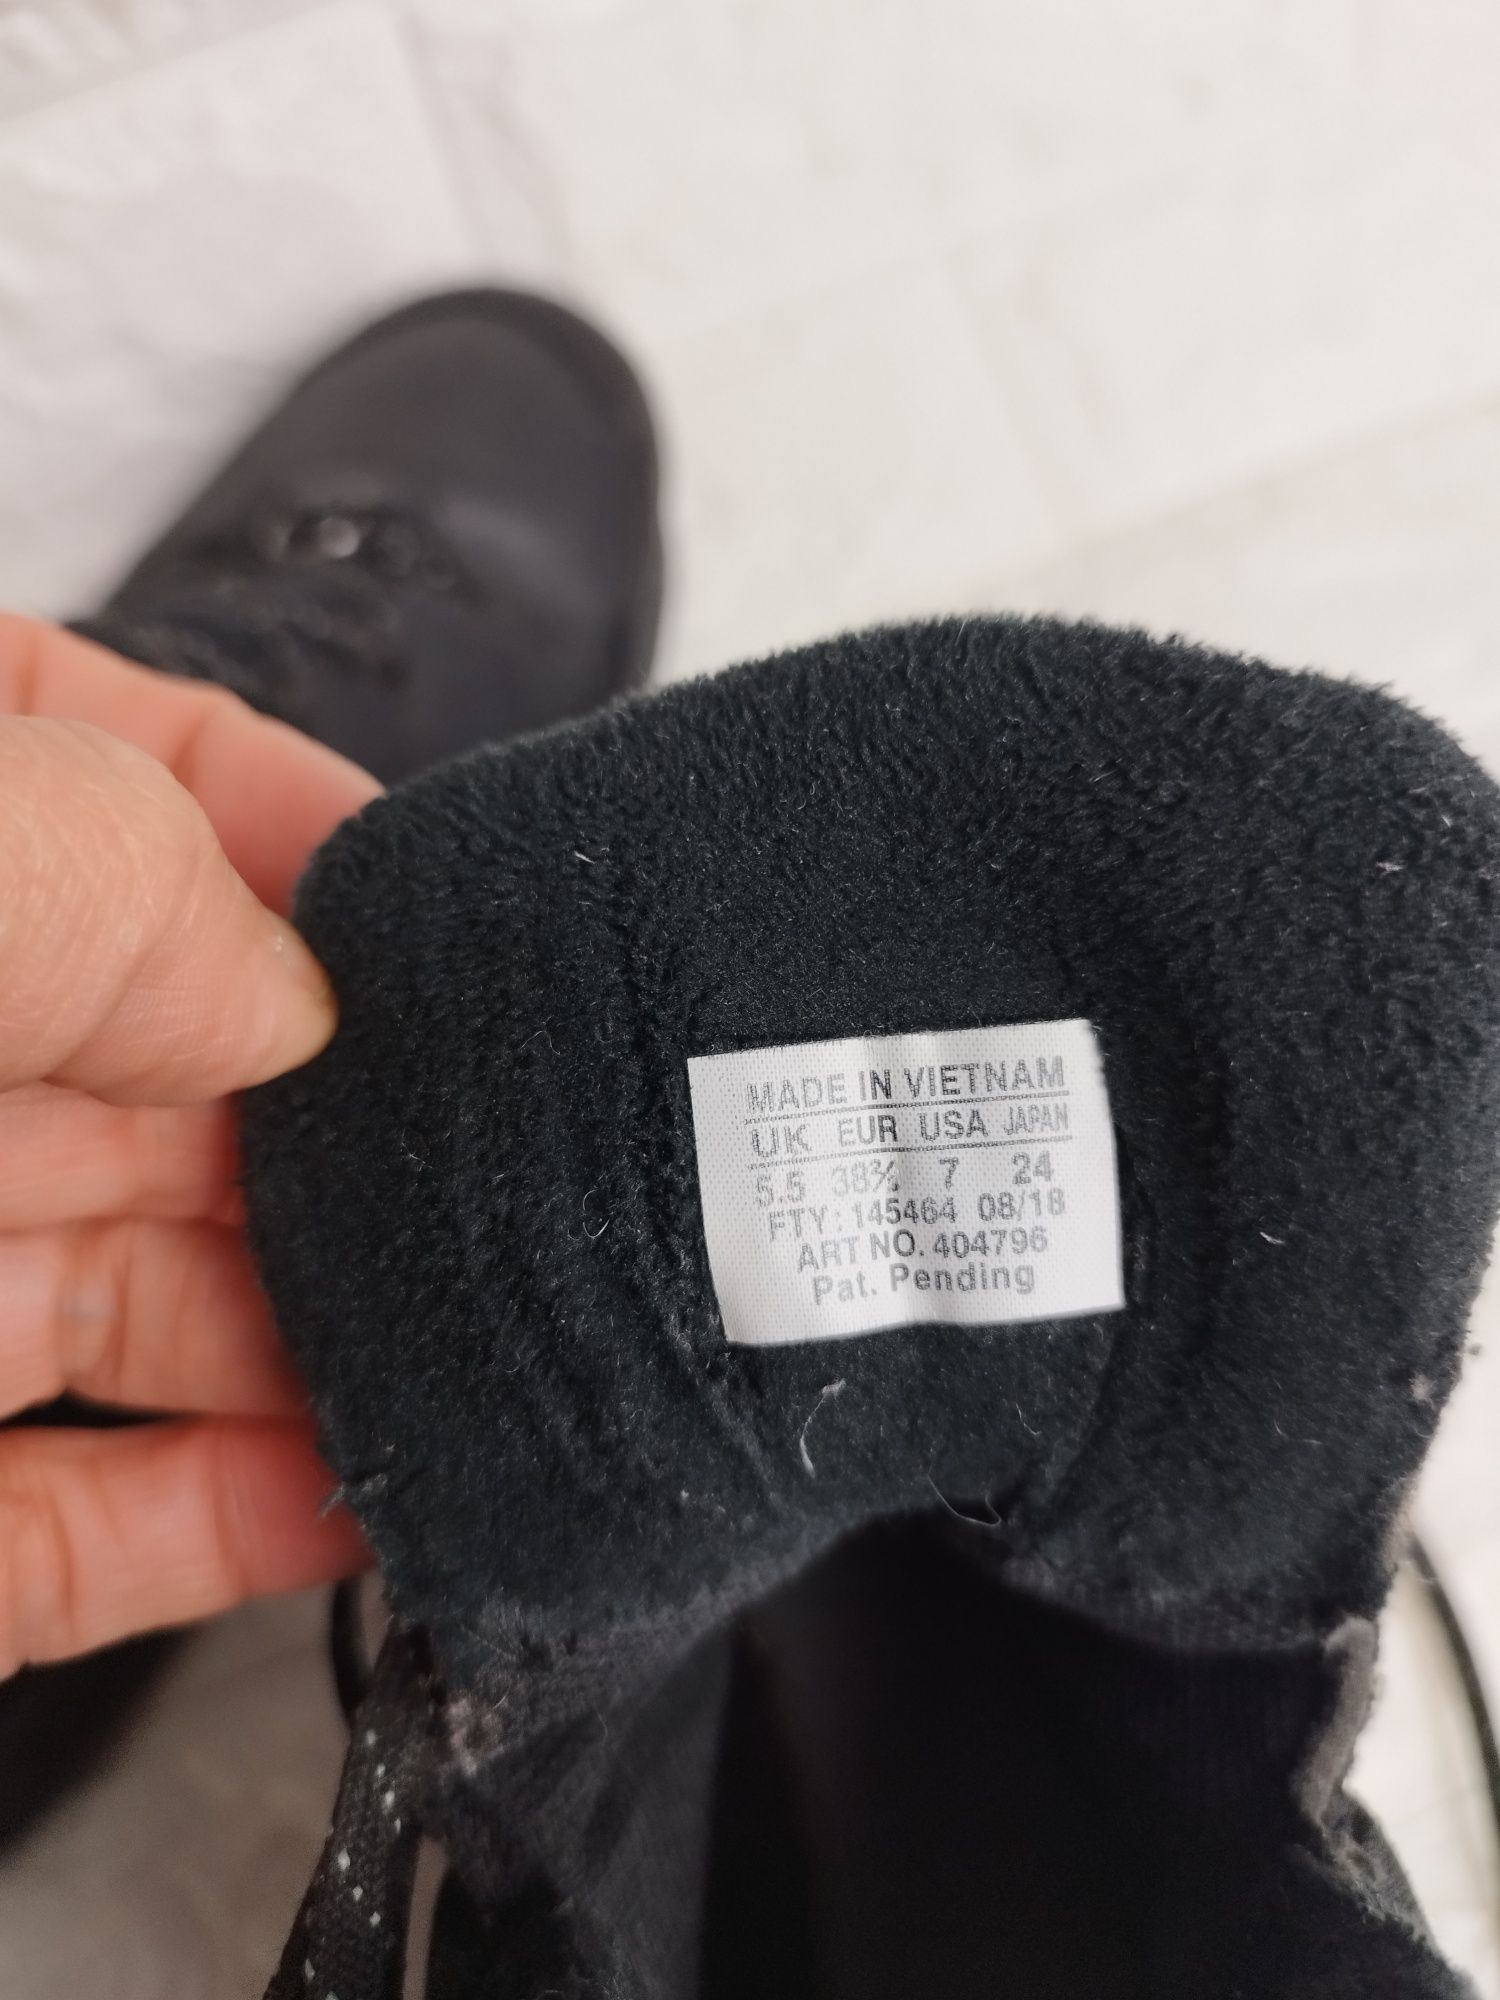 MADE IN VIETNAM
UK EUR USA JAPAN
5.5 38⅔ 7 24
FTY: 145464 08/18
ART NO. 404796
Pat. Pending